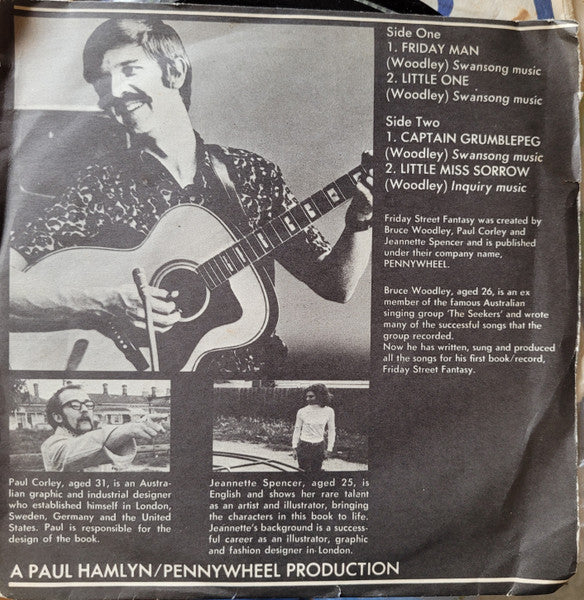 Side One
1. FRIDAY MAN
(Woodley) Swansong music
2. LITTLE ONE
(Woodley) Swansong music
Side Two
1. CAPTAIN GRUMBLEPEG
(Woodley) Swansong music
2. LITTLE MISS SORROW
(Woodley) Inquiry music
Friday Street Fantasy was created by
Bruce Woodley, Paul Corley and
Jeannette Spencer and is published
under their company name,
PENNYWHEEL.
Bruce Woodley, aged 26, is an ex
member of the famous Australian
singing group 'The Seekers' and wrote
many of the successful songs that the
group recorded.
Now he has written, sung and produced
all the songs for his first book/record,
Friday Street Fantasy.
Paul Corley, aged 31, is an Austra-
lian graphic and industrial designer
who established himself in London,
Sweden, Germany and the United
States. Paul is responsible for the
design of the book.
Jeannette Spencer, aged 25, is
English and shows her rare talent
as an artist and illustrator, bringing
the characters in this book to life.
Jeannette's background is a success-
ful career as an illustrator, graphic
and fashion designer in London.
A PAUL HAMLYN/PENNYWHEEL PRODUCTION